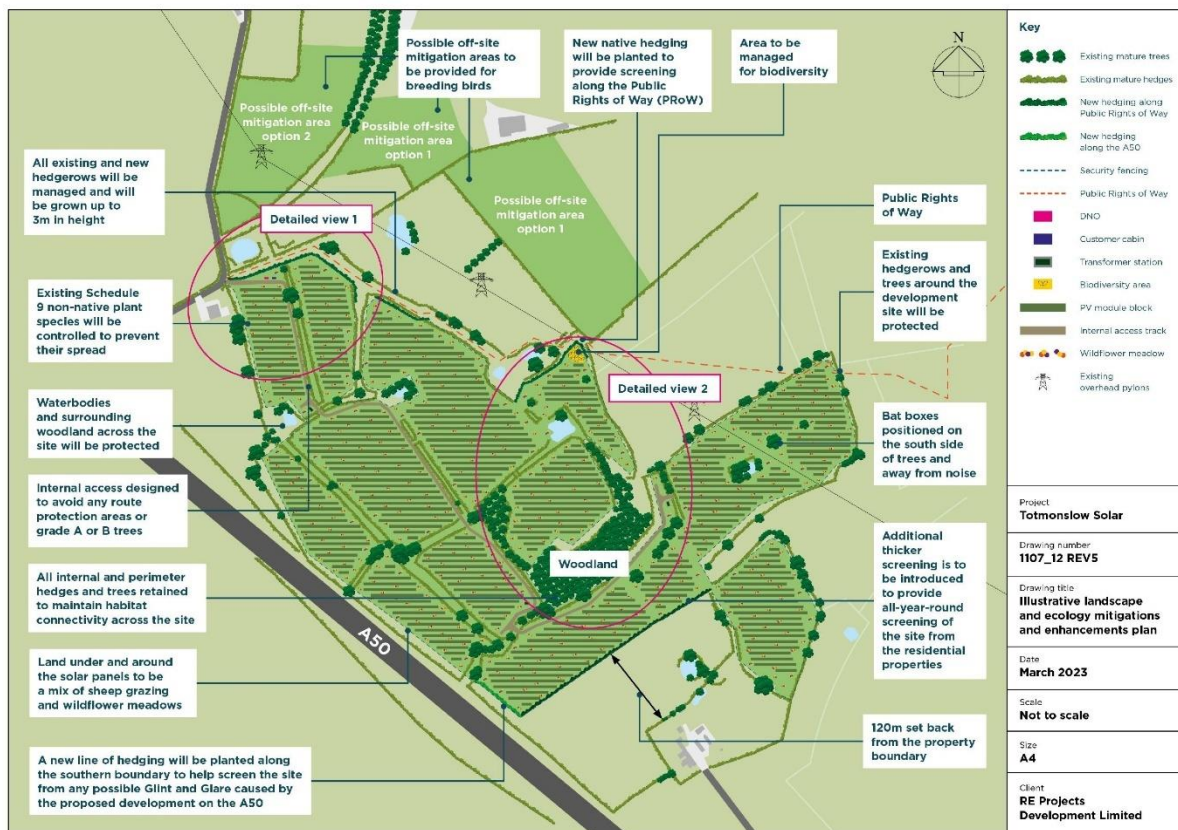 Possible off-site
mitigation areas to
be provided for
breeding birds
New native hedging
will be planted to
provide screening
along the Public
Rights of Way (PRoW)
Area to be
managed
for biodiversity
N
Possible off-site
mitigation area
option 2
Possible off-site
mitigation area
option 1
Possible off-site
mitigation area
option 1
All existing and new
hedgerows will be
managed and will
be grown up to
3m in height
Detailed view 1
Public Rights
of Way
Existing
hedgerows and
trees around the
development
site will be
protected
Existing Schedule
9 non-native plant
species will be
controlled to prevent
their spread
Detailed view 2
Waterbodies
and surrounding
woodland across the
site will be protected
Bat boxes
positioned on
the south side
of trees and
away from noise
Internal access designed
to avoid any route
protection areas or
grade A or B trees
Woodland
Additional
thicker
screening is to
be introduced
to provide
all-year-round
screening of
the site from
the residential
properties
All internal and perimeter
hedges and trees retained
to maintain habitat
connectivity across the site
A50
Land under and around
the solar panels to be
a mix of sheep grazing
and wildflower meadows
120m set back
from the property
boundary
A new line of hedging will be planted along
the southern boundary to help screen the site
from any possible Glint and Glare caused by
the proposed development on the A50
Key
Existing mature trees
Existing mature hedges
New hedging along
Public Rights of Way
New hedging
along the A50
Security fencing
Public Rights of Way
DNO
Customer cabin
Transformer station
Biodiversity area
PV module block
Internal access track
Wildflower meadow
Existing
overhead pylons
Project
Totmonslow Solar
Drawing number
1107_12 REV5
Drawing title
Illustrative landscape
and ecology mitigations
and enhancements plan
Date
March 2023
Scale
Not to scale
Size
A4
Client
RE Projects
Development Limited